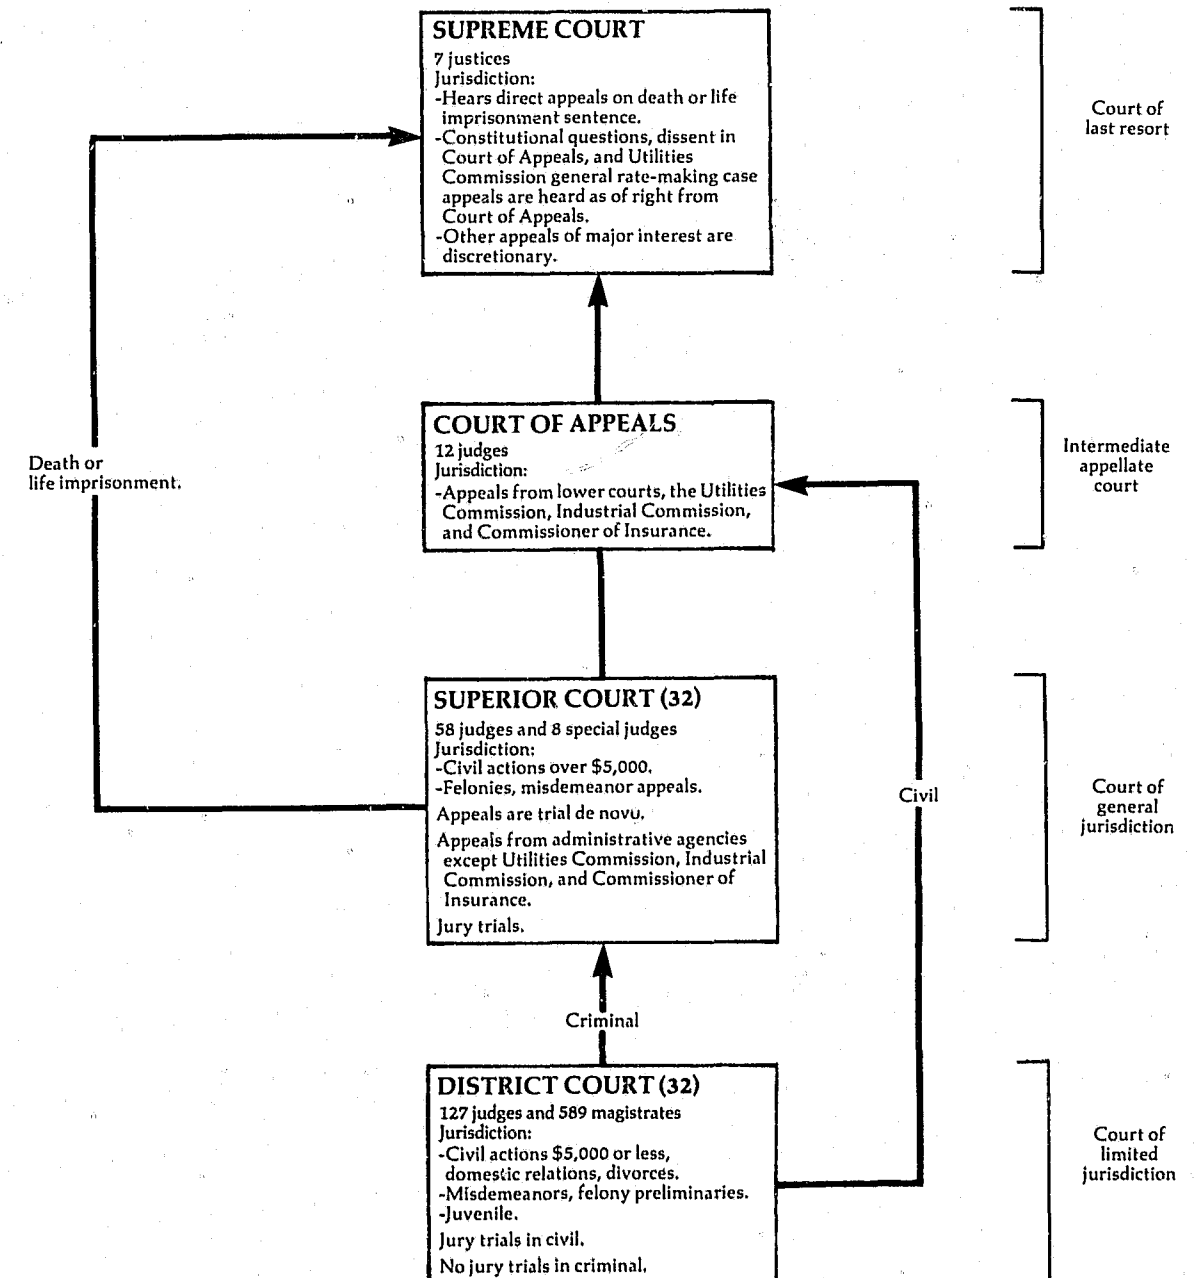 SUPREME COURT
7 justices
Jurisdiction:
-Hears direct appeals on death or life
imprisonment sentence.
-Constitutional questions, dissent in
Court of Appeals, and Utilities
Commission general rate-making case
appeals are heard as of right from
Court of Appeals.
-Other appeals of major interest are
discretionary.
Court of
last resort
COURT OF APPEALS
12 judges
Jurisdiction:
-Appeals from lower courts, the Utilities
Commission, Industrial Commission,
and Commissioner of Insurance.
Intermediate
appellate
court
Death or
life imprisonment.
SUPERIOR COURT (32)
58 judges and 8 special judges
Jurisdiction:
-Civil actions over $5,000.
-Felonies, misdemeanor appeals.
Appeals are trial de novo.
Appeals from administrative agencies
except Utilities Commission, Industrial
Commission, and Commissioner of
Insurance.
Jury trials.
Civil
Court of
general
jurisdiction
Criminal
DISTRICT COURT (32)
127 judges and 589 magistrates
Jurisdiction:
-Civil actions $5,000 or less,
domestic relations, divorces.
-Misdemeanors, felony preliminaries.
-Juvenile.
Jury trials in civil.
No jury trials in criminal.
Court of
limited
jurisdiction